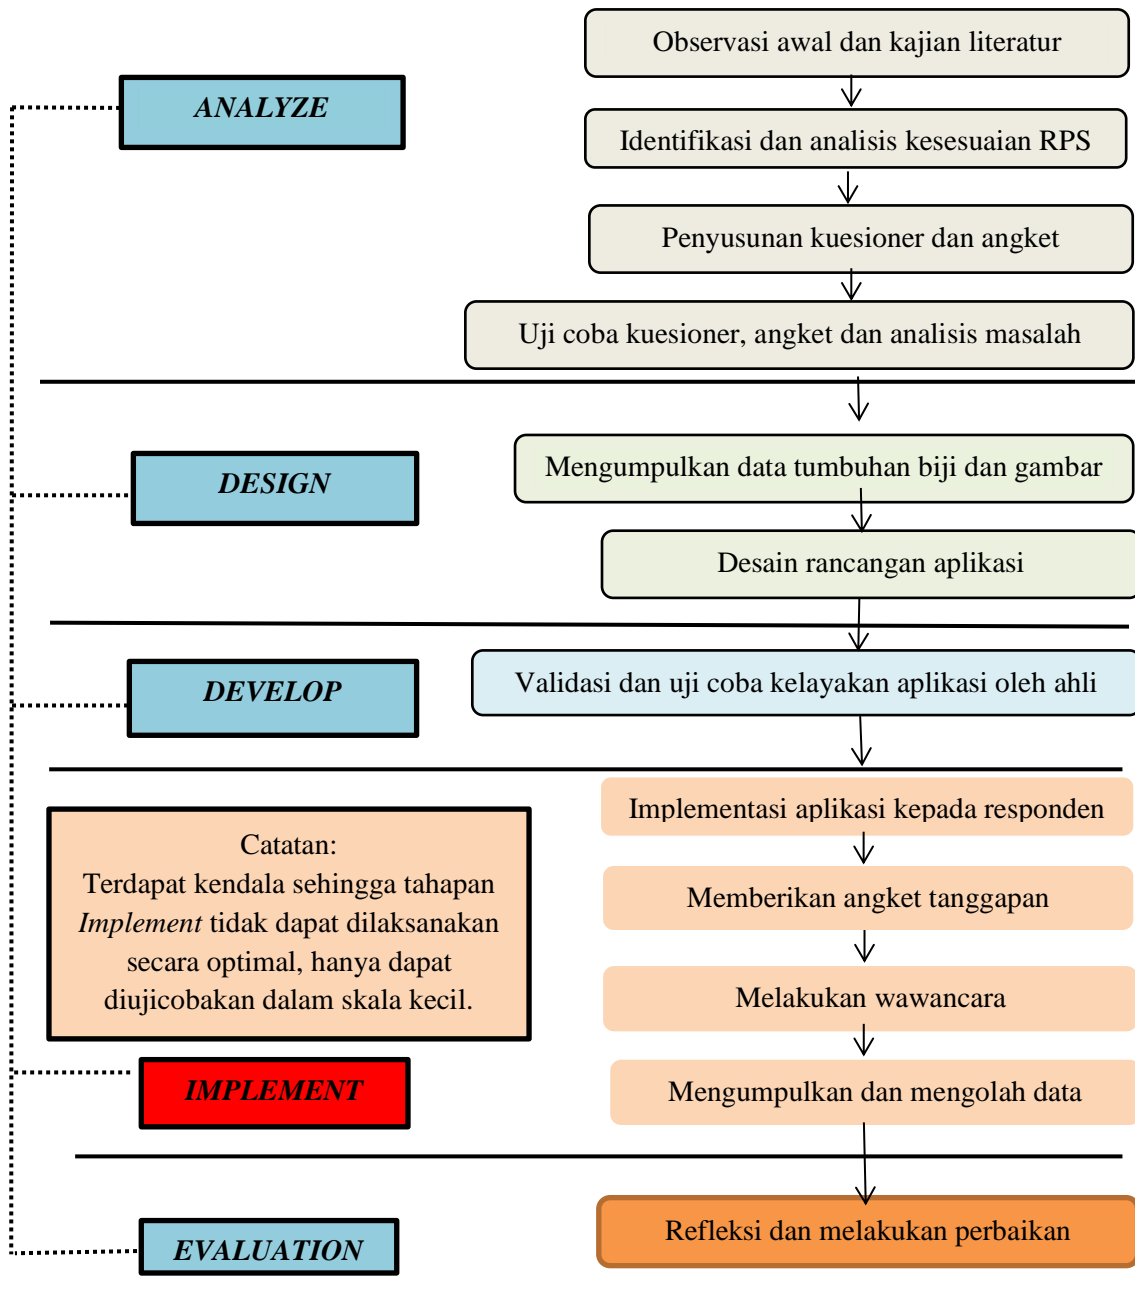 Observasi awal dan kajian literatur
ANALYZE
Identifikasi dan analisis kesesuaian RPS
Penyusunan kuesioner dan angket
Uji coba kuesioner, angket dan analisis masalah
Mengumpulkan data tumbuhan biji dan gambar
DESIGN
Desain rancangan aplikasi
DEVELOP
Validasi dan uji coba kelayakan aplikasi oleh ahli
Implementasi aplikasi kepada responden
Catatan:
Terdapat kendala sehingga tahapan
Implement tidak dapat dilaksanakan
secara optimal, hanya dapat
diujicobakan dalam skala kecil.
Memberikan angket tanggapan
Melakukan wawancara
IMPLEMENT
Mengumpulkan dan mengolah data
Refleksi dan melakukan perbaikan
EVALUATION